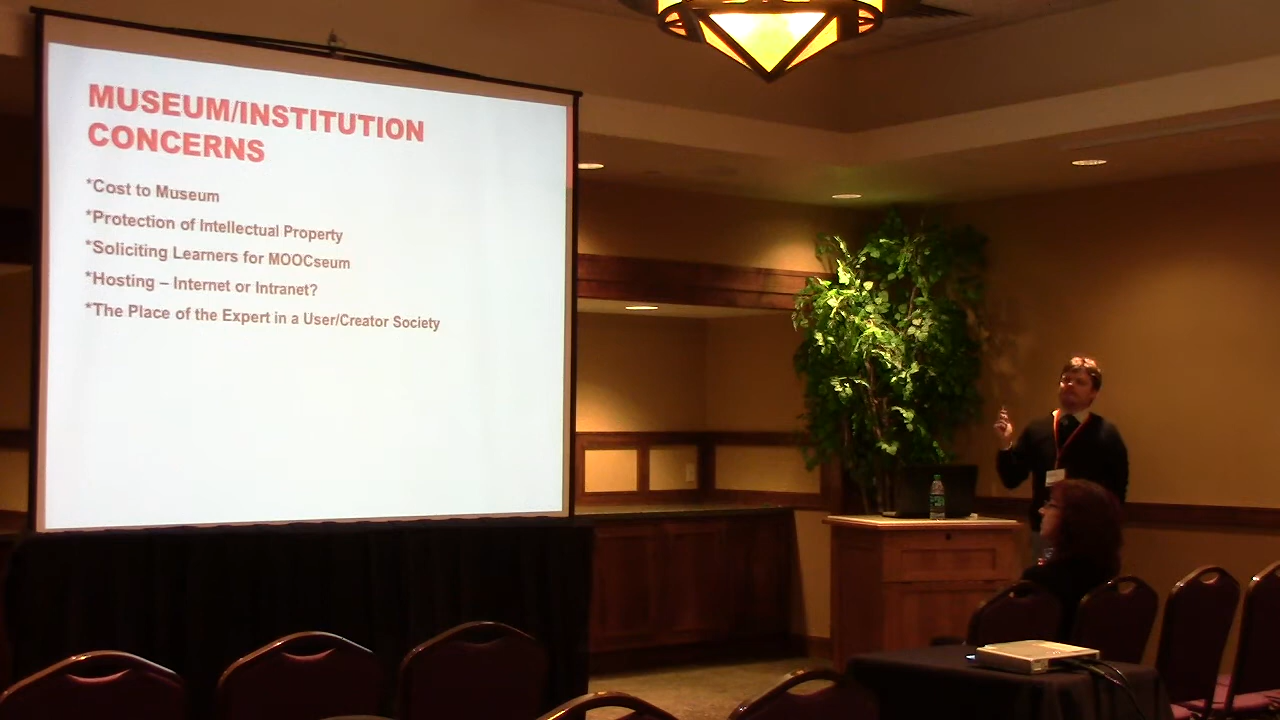 MUSEUM/INSTITUTION
CONCERNS
*Cost to Museum
*Protection of Intellectual Property
*Soliciting Learners for MOOCseum
*Hosting – Internet or Intranet?
*The Place of the Expert in a User/Creator Society